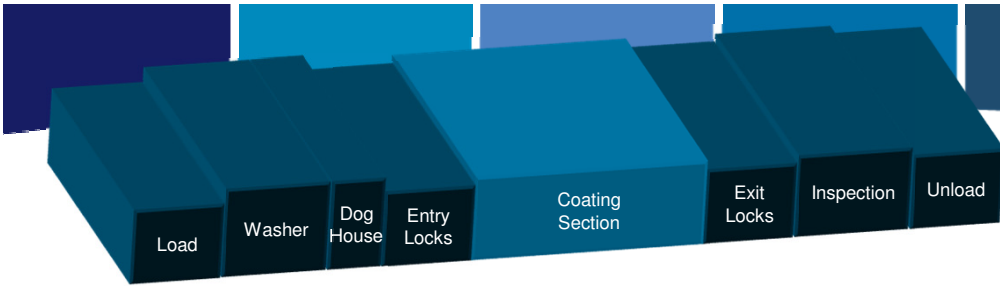 Load
Washer
Dog
House
Entry
Locks
Coating
Section
Exit
Locks
Inspection
Unload